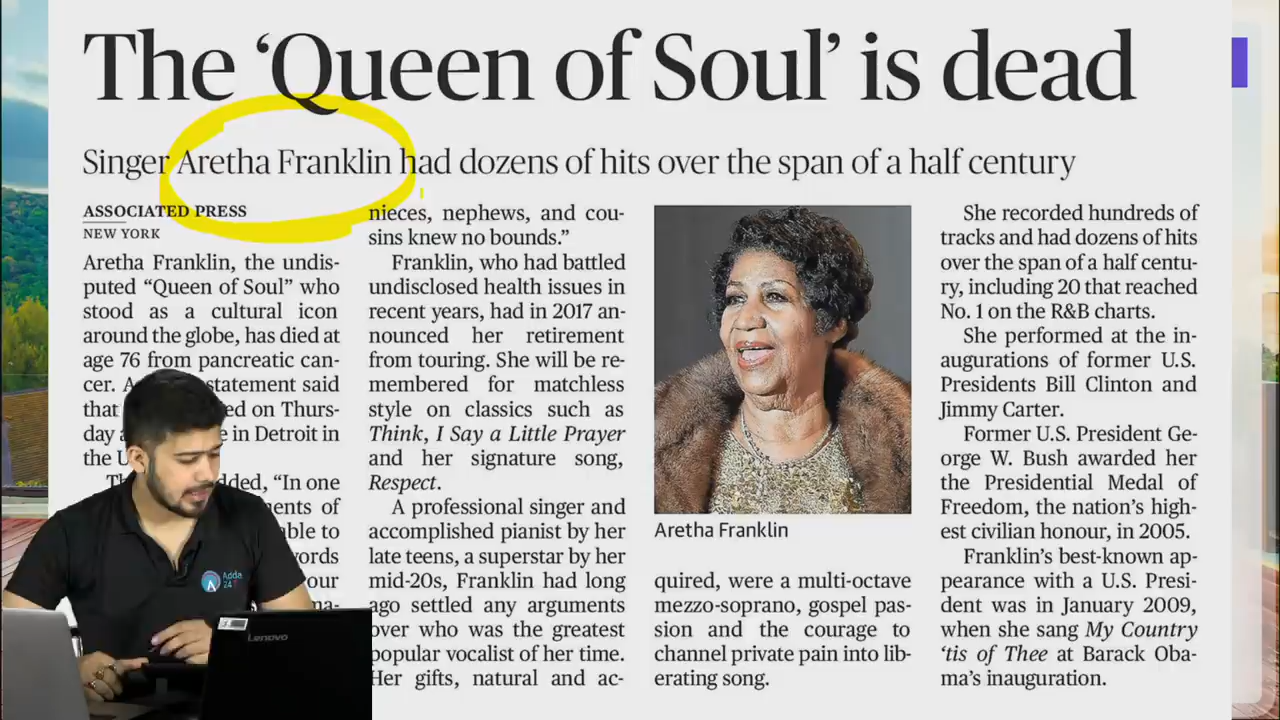 The ‘Queen of Soul’ is dead
Singer Aretha Franklin had dozens of hits over the span of a half century
ASSOCIATED PRESS
NEW YORK
Aretha Franklin, the undis-
puted “Queen of Soul” who
stood as a cultural icon
around the globe, has died at
age 76 from pancreatic can-
cer. statement said
that on Thurs-
day in Detroit in
the
“In one
of
to
nieces, nephews, and cou-
sins knew no bounds.”
Franklin, who had battled
undisclosed health issues in
recent years, had in 2017 an-
nounced her retirement
from touring. She will be re-
membered for matchless
style on classics such as
Think, I Say a Little Prayer
and her signature song,
Respect.
A professional singer and
accomplished pianist by her
late teens, a superstar by her
mid-20s, Franklin had long
ago settled any arguments
over who was the greatest
popular vocalist of her time.
Her gifts, natural and ac-
Aretha Franklin
quired, were a multi-octave
mezzo-soprano, gospel pas-
sion and the courage to
channel private pain into lib-
erating song.
She recorded hundreds of
tracks and had dozens of hits
over the span of a half centu-
ry, including 20 that reached
No. 1 on the R&B charts.
She performed at the in-
augurations of former U.S.
Presidents Bill Clinton and
Jimmy Carter.
Former U.S. President Ge-
orge W. Bush awarded her
the Presidential Medal of
Freedom, the nation’s high-
est civilian honour, in 2005.
Franklin’s best-known ap-
pearance with a U.S. Presi-
dent was in January 2009,
when she sang My Country
‘tis of Thee at Barack Oba-
ma’s inauguration.
Adda
24
Lenovo